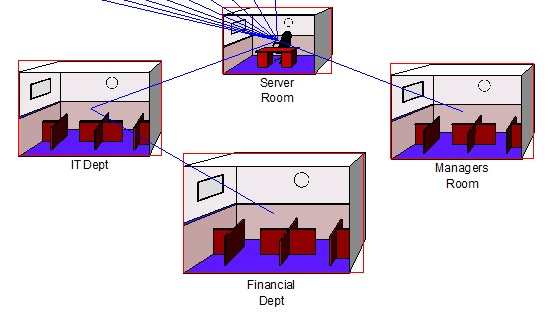 Server
Room
IT Dept
Managers
Room
Financial
Dept